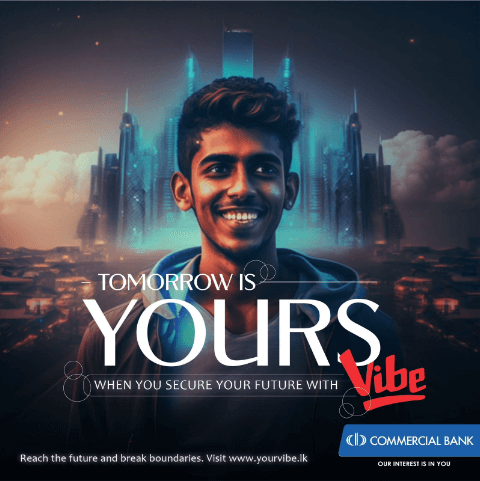 TOMORROW IS
YOURS
WHEN YOU SECURE YOUR FUTURE WITH Vibe
COMMERCIAL BANK
OUR INTEREST IS IN YOU
Reach the future and break boundaries. Visit www.yourvibe.lk